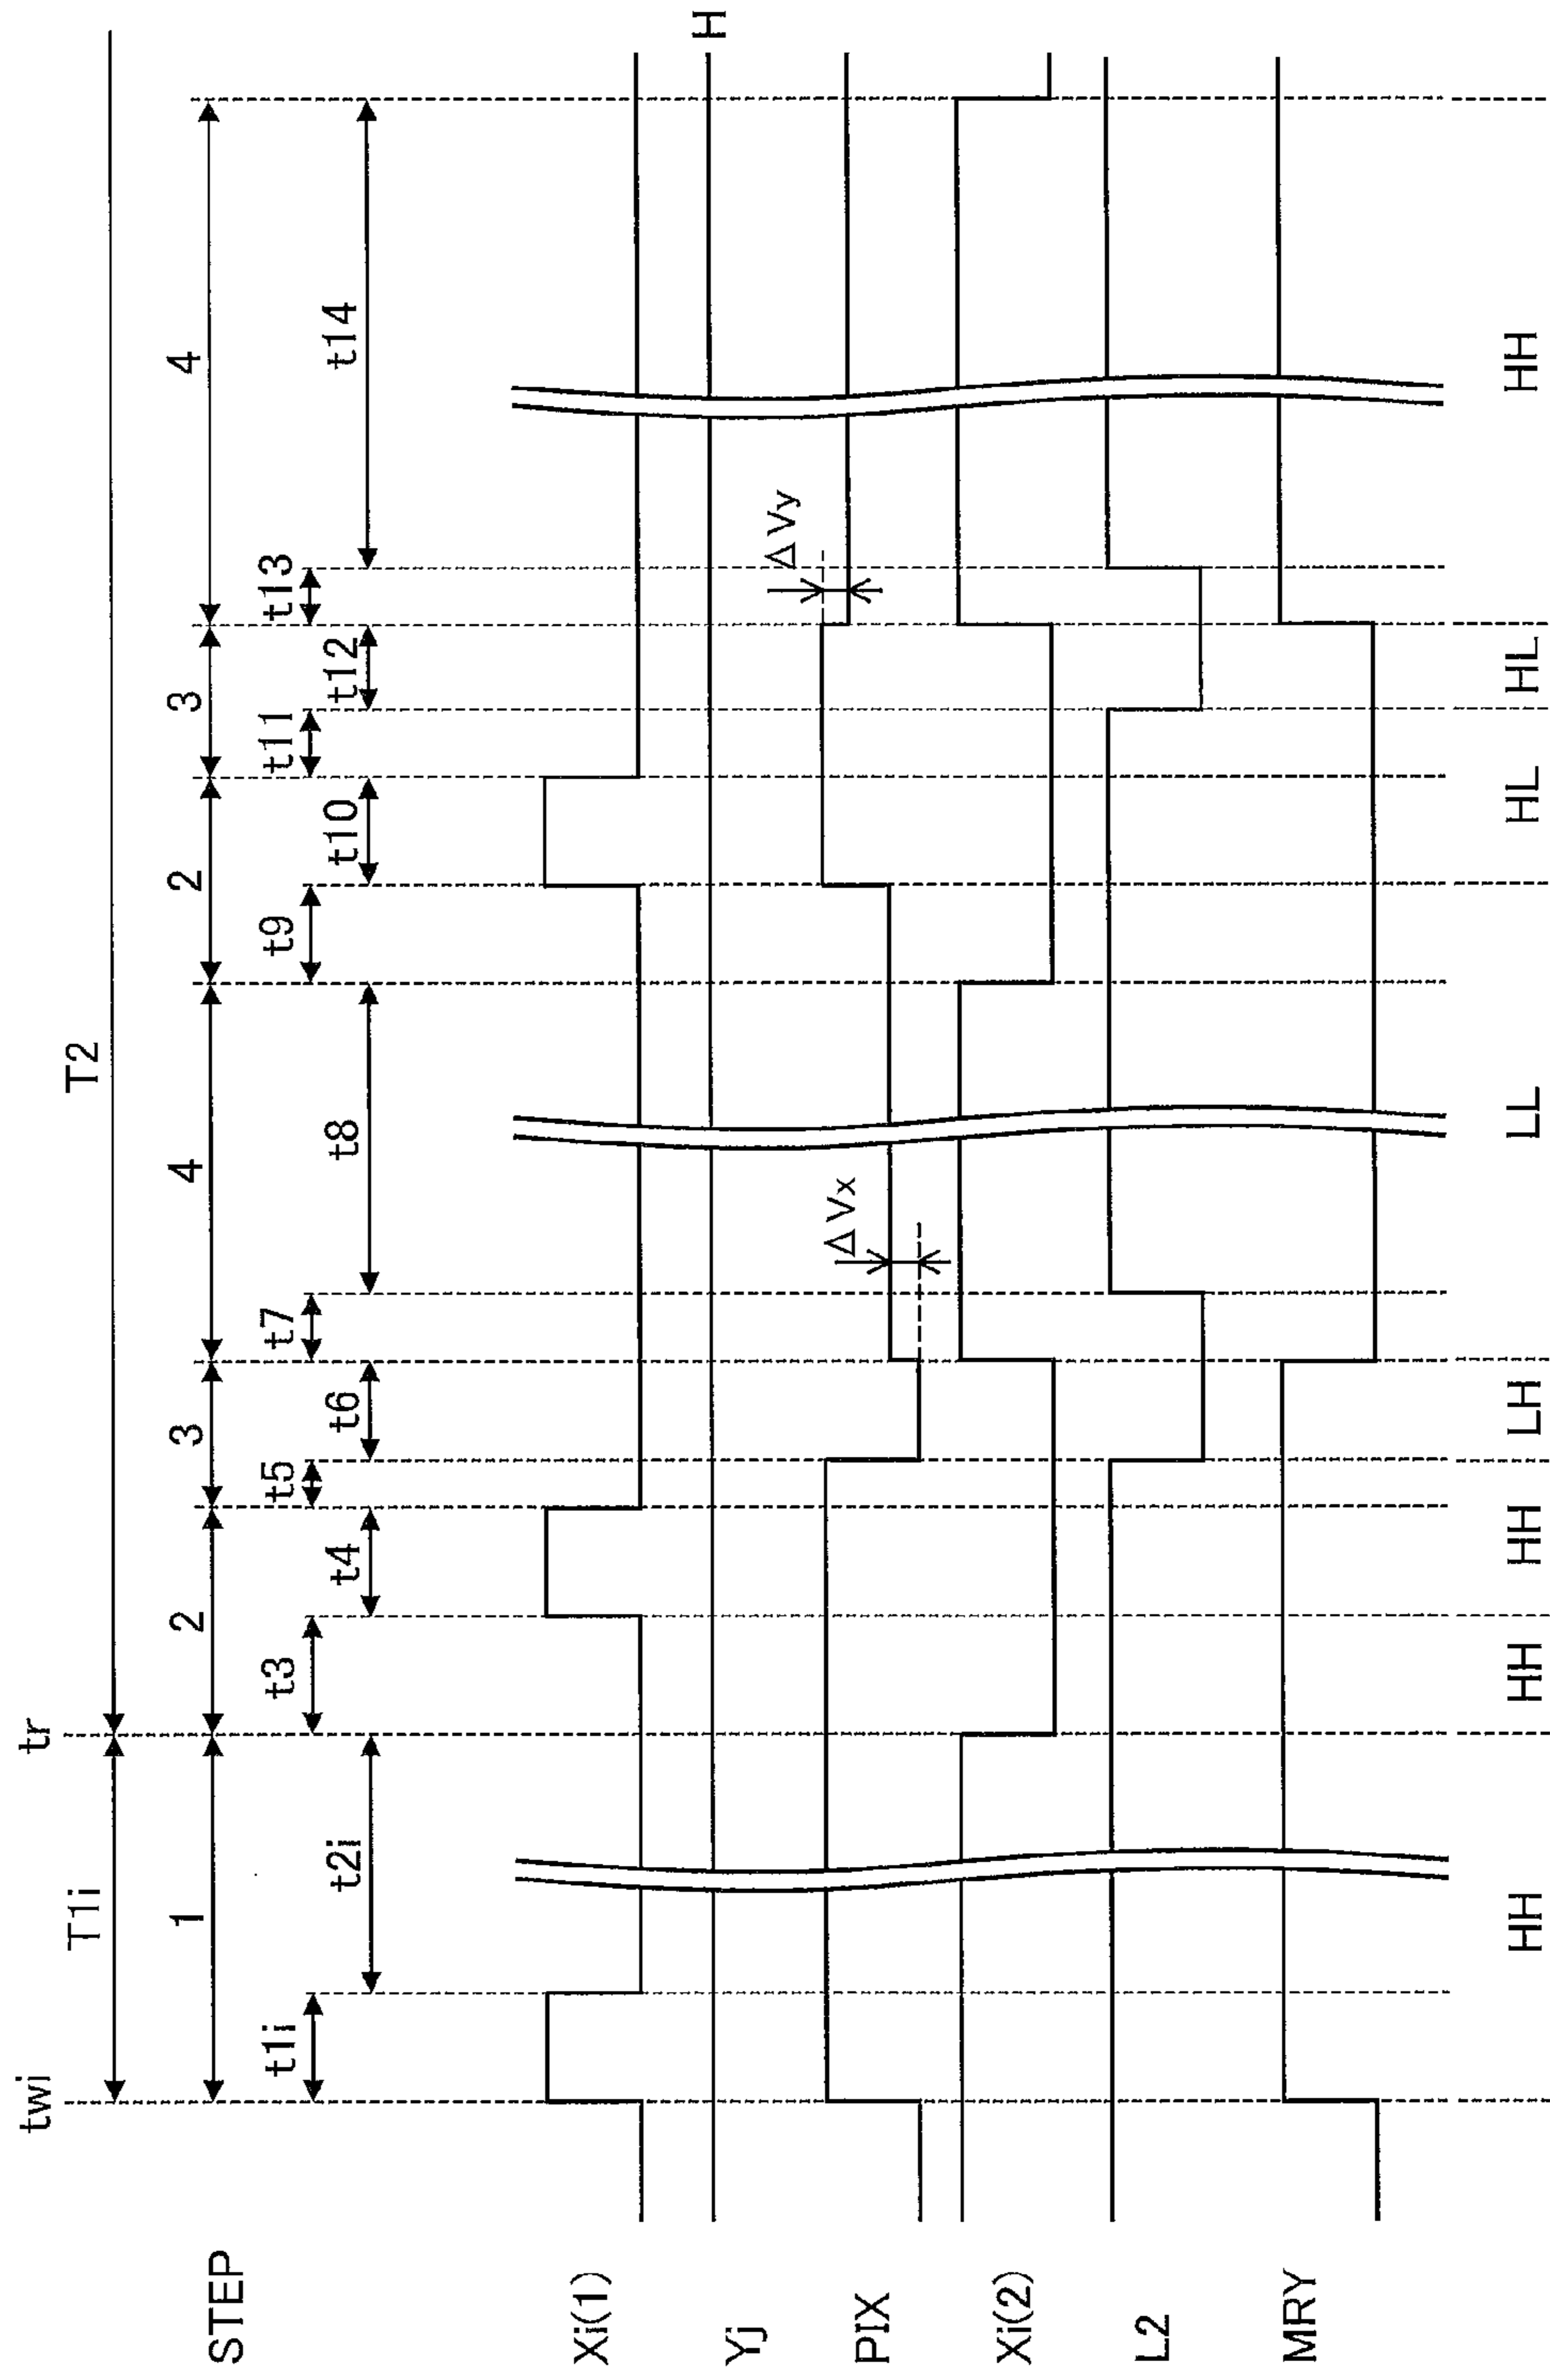 twi tr
T1i T2
STEP 1 2 3 4 2 3 4
t1i t3 t5 t7 t9 t11 t13
t2i t4 t6 t8 t10 t12 t14
Xi(1)
Yj H
PIX ΔVx ΔVy
Xi(2)
L2
MRY
HH HH HH LH LL HL HL HH